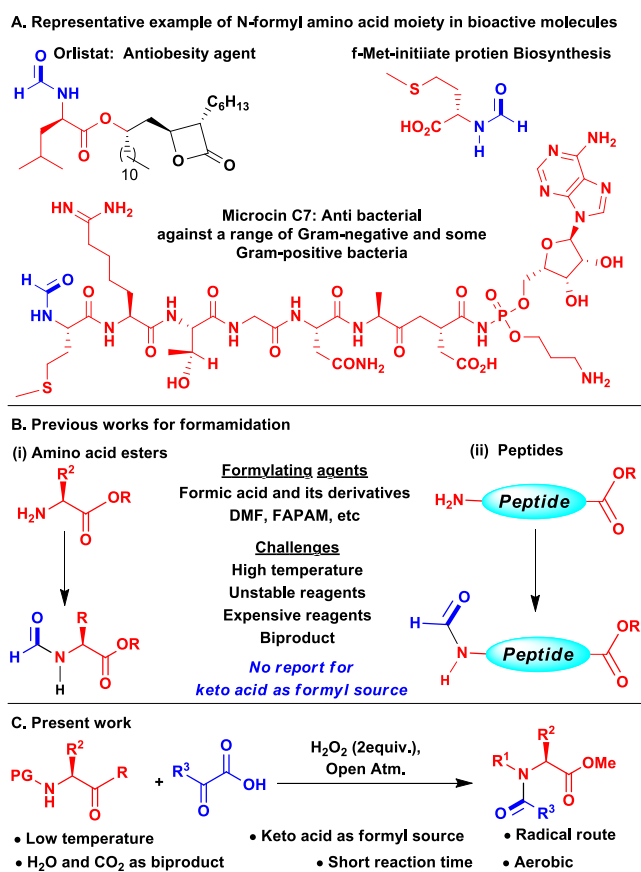 A. Representative example of N-formyl amino acid moiety in bioactive molecules
Orlistat: Antiobesity agent
f-Met-initiiate protien Biosynthesis
O
H
NH
O
O
C6H13
O
O
10
S
HO2C
N
H
O
H
NH2
N
N
N
N
Microcin C7: Anti bacterial
against a range of Gram-negative and some
Gram-positive bacteria
HN
NH2
O
OH
OH
H
O
HN
O
N
H
O
H
N
O
N
H
O
H
N
O
N
H
O
O
N
H
P
O
O
O
HO
S
CONH2
CO2H
NH2
B. Previous works for formamidation
(i) Amino acid esters
(ii) Peptides
R2
H2N
OR
O
Formylating agents
Formic acid and its derivatives
DMF, FAPAM, etc
H2N
Peptide
OR
O
Challenges
High temperature
Unstable reagents
Expensive reagents
Biproduct
No report for
keto acid as formyl source
O
H
N
H
R
OR
O
O
H
N
H
Peptide
OR
O
C. Present work
R2
PG
N
H
R
O
+
R3
O
OH
O
H2O2 (2equiv.),
Open Atm.
R1
N
R2
OMe
O
O
R3
• Low temperature
• Keto acid as formyl source
• Radical route
• H2O and CO2 as biproduct
• Short reaction time
• Aerobic